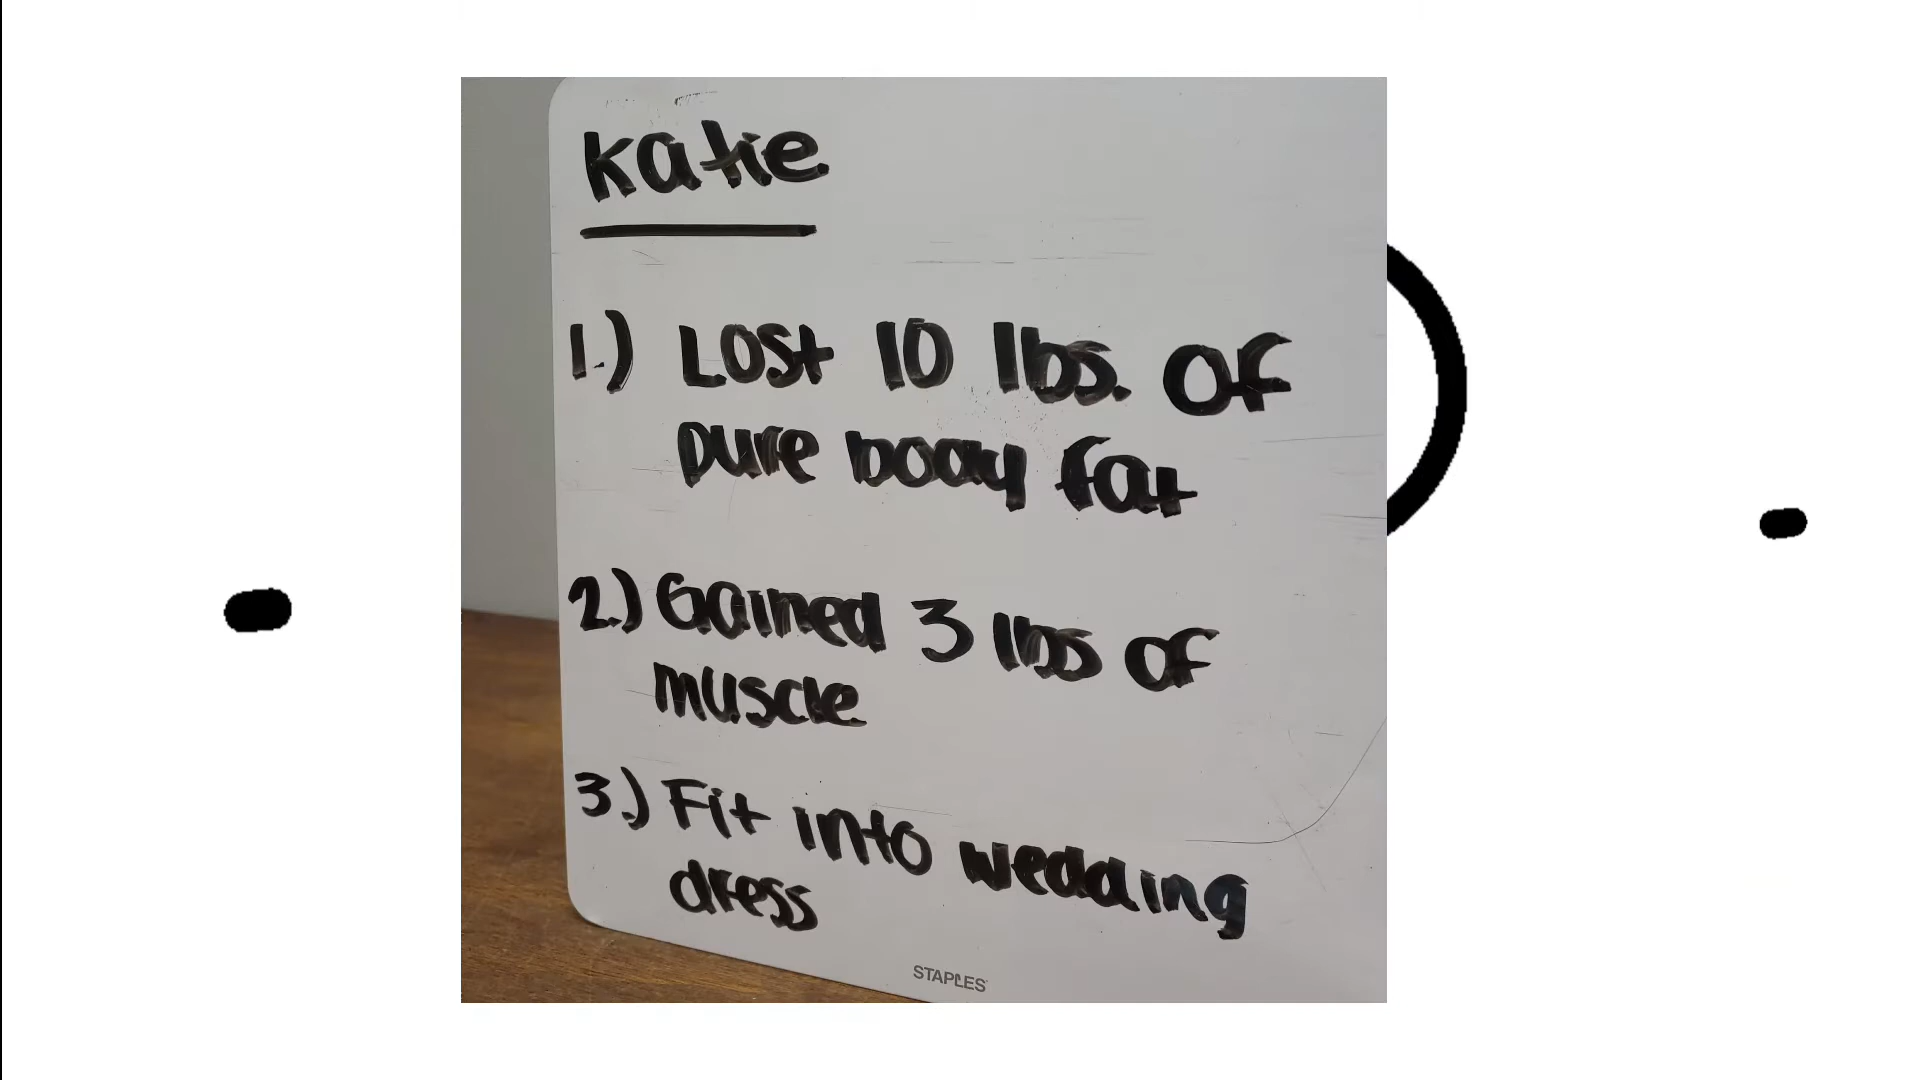 Katie
1.) Lost 10 lbs. of
pure body fat
2.) Gained 3 lbs of
muscle
3.) Fit into wedding
dress
STAPLES